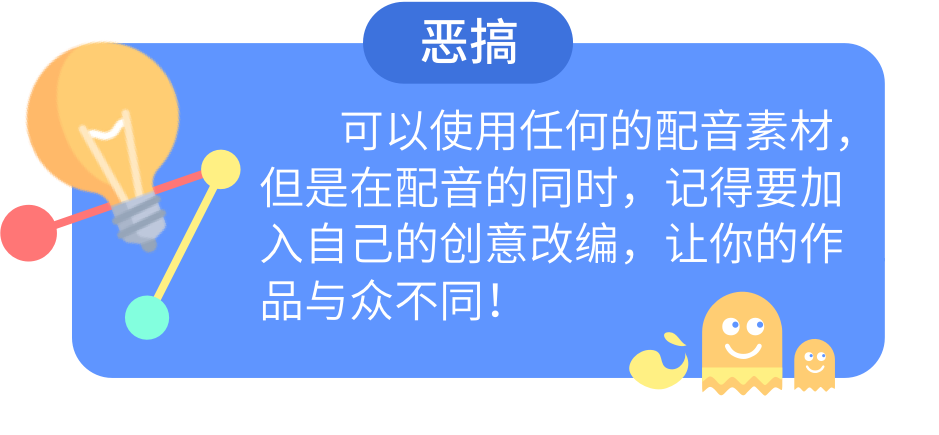 恶搞
可以使用任何的配音素材，
但是在配音的同时，记得要加
入自己的创意改编，让你的作
品与众不同！